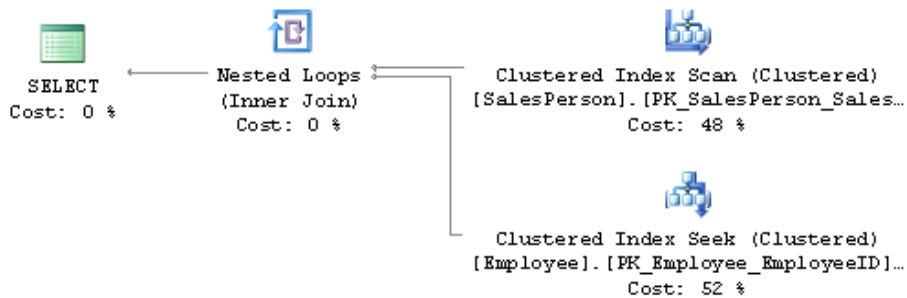 SELECT
Cost: 0 %
Nested Loops
(Inner Join)
Cost: 0 %
Clustered Index Scan (Clustered)
[SalesPerson].[PK_SalesPerson_Sales…
Cost: 48 %
Clustered Index Seek (Clustered)
[Employee].[PK_Employee_EmployeeID]…
Cost: 52 %